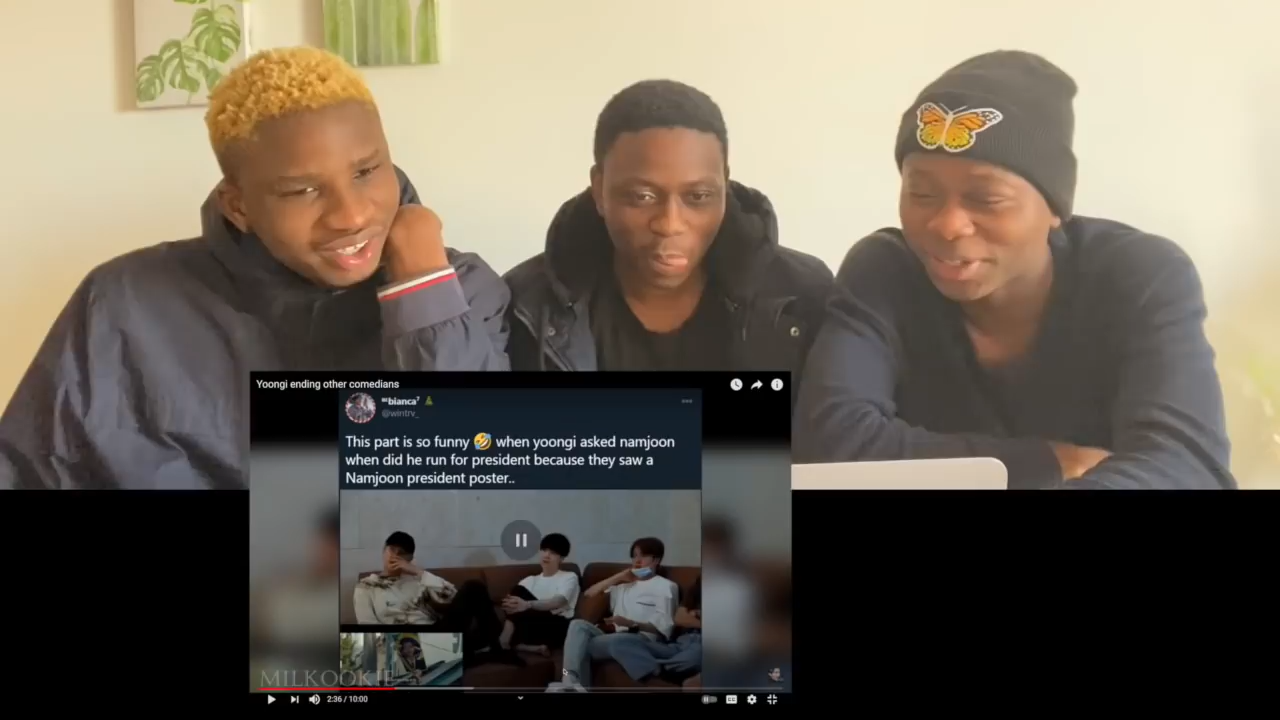 Yoongi ending other comedians
bianca⁷
@wintrv_
This part is so funny 🤣 when yoongi asked namjoon
when did he run for president because they saw a
Namjoon president poster..
MILKOOKIE
2:36 / 10:00